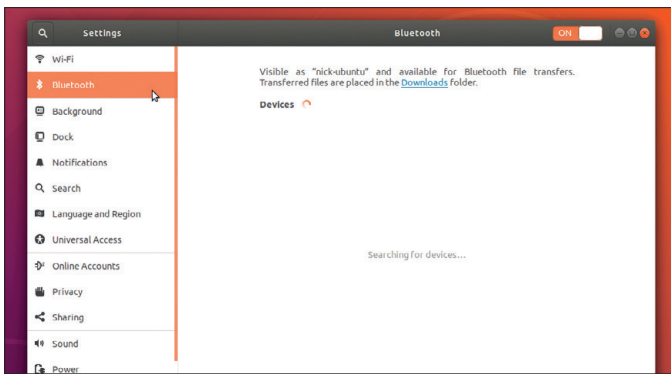 Settings
Bluetooth
ON
Wi-Fi
Bluetooth
Background
Dock
Notifications
Search
Language and Region
Universal Access
Online Accounts
Privacy
Sharing
Sound
Power
Visible as "nick-ubuntu" and available for Bluetooth file transfers.
Transferred files are placed in the Downloads folder.
Devices
Searching for devices...